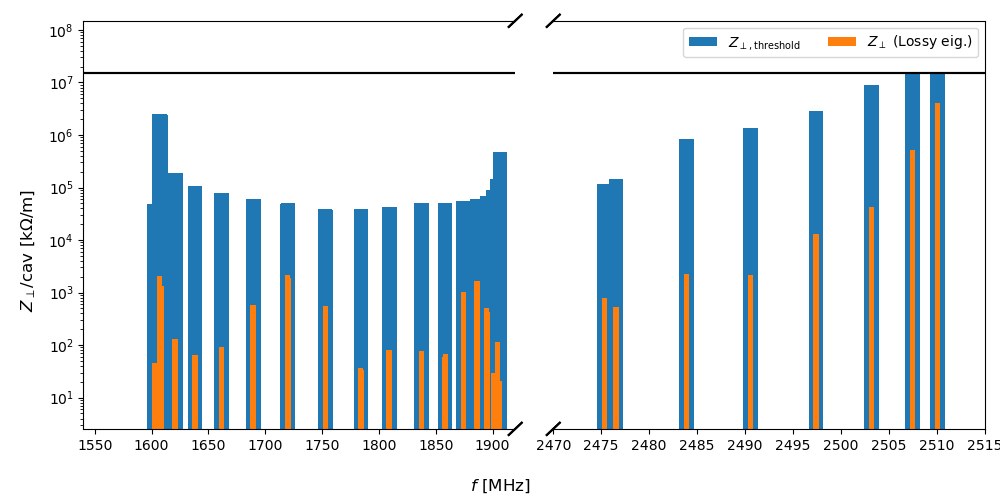 Z⊥,threshold
Z⊥ (Lossy eig.)
10⁸
10⁷
10⁶
10⁵
10⁴
10³
10²
10¹
Z⊥/cav [kΩ/m]
1550 1600 1650 1700 1750 1800 1850 1900 2470 2475 2480 2485 2490 2495 2500 2505 2510 2515
f [MHz]